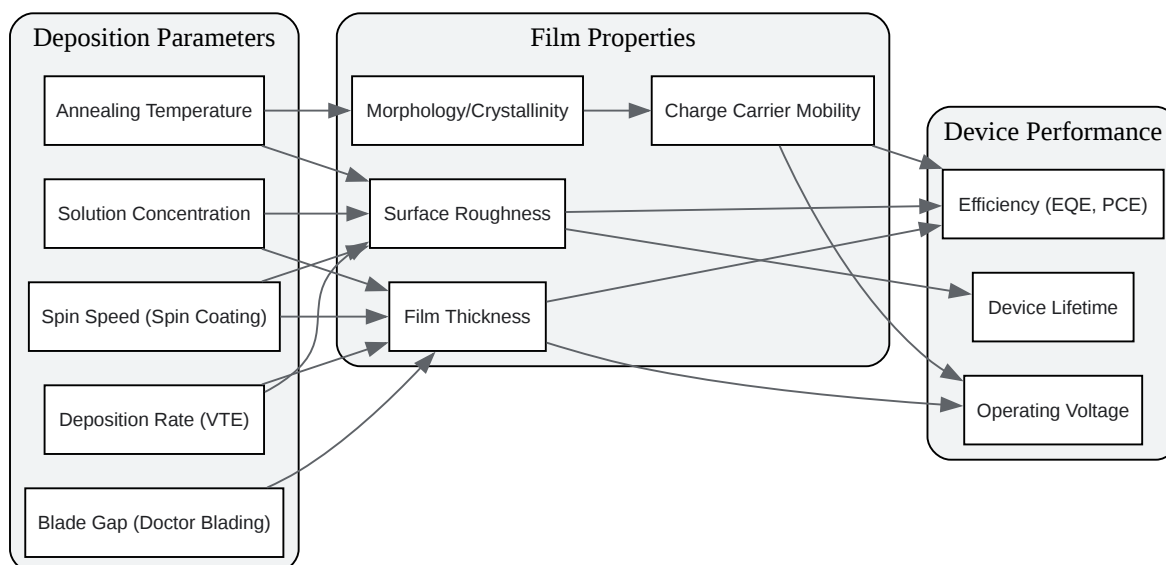 Deposition Parameters
Annealing Temperature
Solution Concentration
Spin Speed (Spin Coating)
Deposition Rate (VTE)
Blade Gap (Doctor Blading)
Film Properties
Morphology/Crystallinity
Charge Carrier Mobility
Surface Roughness
Film Thickness
Device Performance
Efficiency (EQE, PCE)
Device Lifetime
Operating Voltage